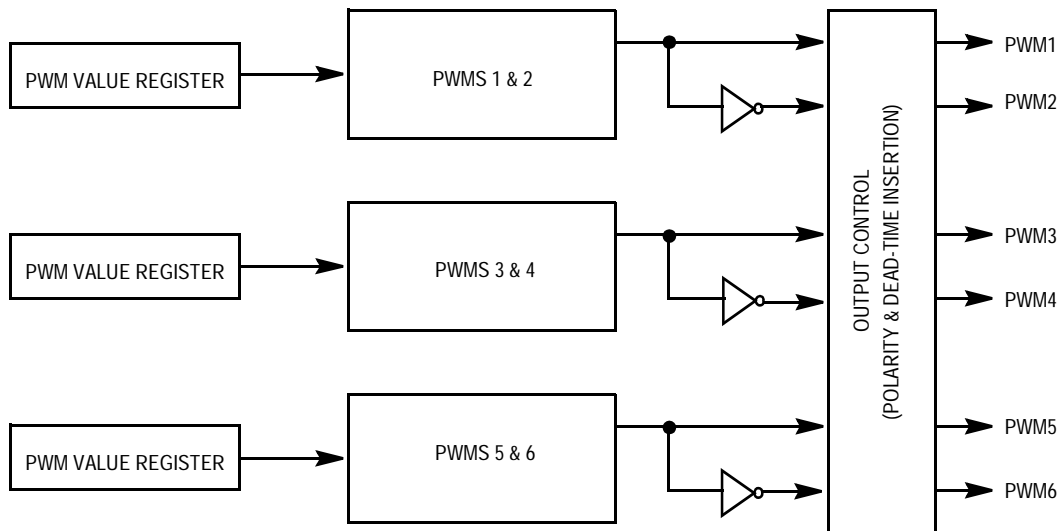 PWM VALUE REGISTER
PWMS 1 & 2
PWM1
PWM2
PWM VALUE REGISTER
PWMS 3 & 4
PWM3
PWM4
PWM VALUE REGISTER
PWMS 5 & 6
PWM5
PWM6
OUTPUT CONTROL
(POLARITY & DEAD-TIME INSERTION)